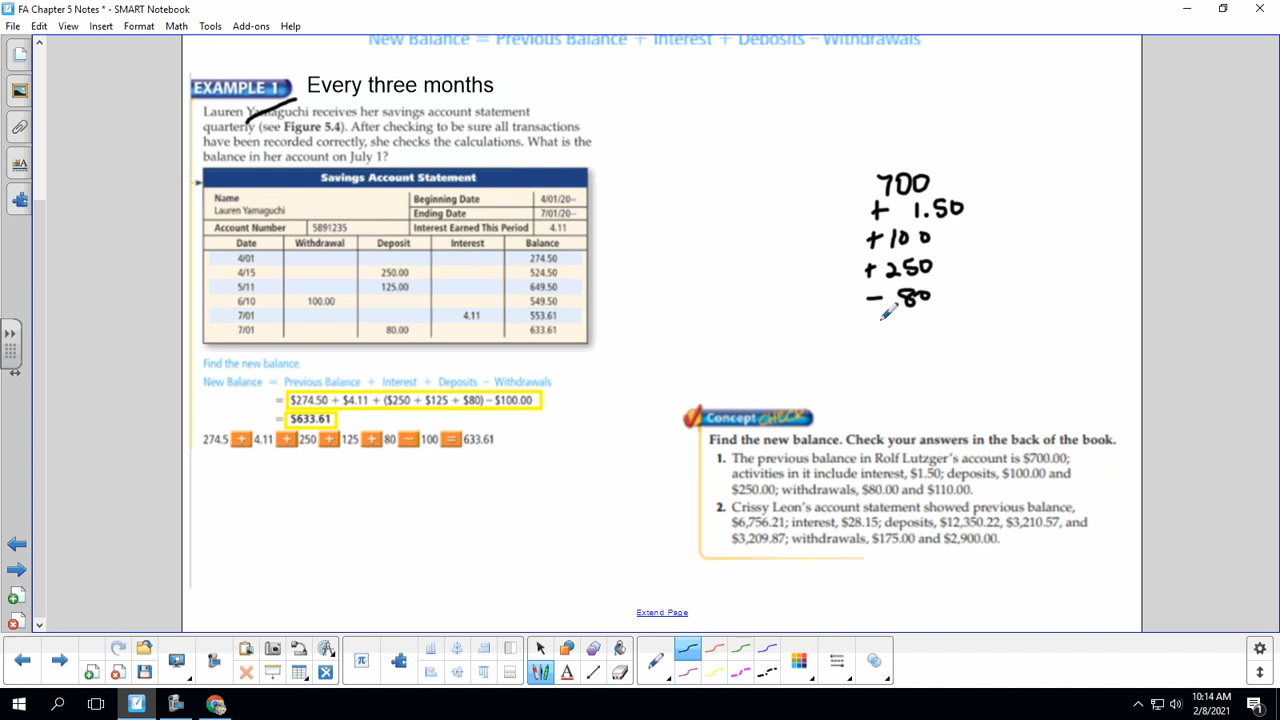 FA Chapter 5 Notes * - SMART Notebook
File Edit View Insert Format Math Tools Add-ons Help
New Balance = Previous Balance + Interest + Deposits – Withdrawals
EXAMPLE 1 Every three months
Lauren Yamaguchi receives her savings account statement
quarterly (see Figure 5.4). After checking to be sure all transactions
have been recorded correctly, she checks the calculations. What is the
balance in her account on July 1?
Savings Account Statement
Name Beginning Date 4/01/20–
Lauren Yamaguchi Ending Date 7/01/20–
Account Number 5891235 Interest Earned This Period 4.11
Date Withdrawal Deposit Interest Balance
4/01 274.50
4/15 250.00 524.50
5/11 125.00 649.50
6/10 100.00 549.50
7/01 4.11 553.61
7/01 80.00 633.61
Find the new balance.
New Balance = Previous Balance + Interest + Deposits – Withdrawals
= $274.50 + $4.11 + ($250 + $125 + $80) – $100.00
= $633.61
274.5 + 4.11 + 250 + 125 + 80 – 100 = 633.61
700
+ 1.50
+100
+250
– 80
Concept CHECK
Find the new balance. Check your answers in the back of the book.
1. The previous balance in Rolf Lutzger's account is $700.00;
activities in it include interest, $1.50; deposits, $100.00 and
$250.00; withdrawals, $80.00 and $110.00.
2. Crissy Leon's account statement showed previous balance,
$6,756.21; interest, $28.15; deposits, $12,350.22, $3,210.57, and
$3,209.87; withdrawals, $175.00 and $2,900.00.
Extend Page
10:14 AM
2/8/2021